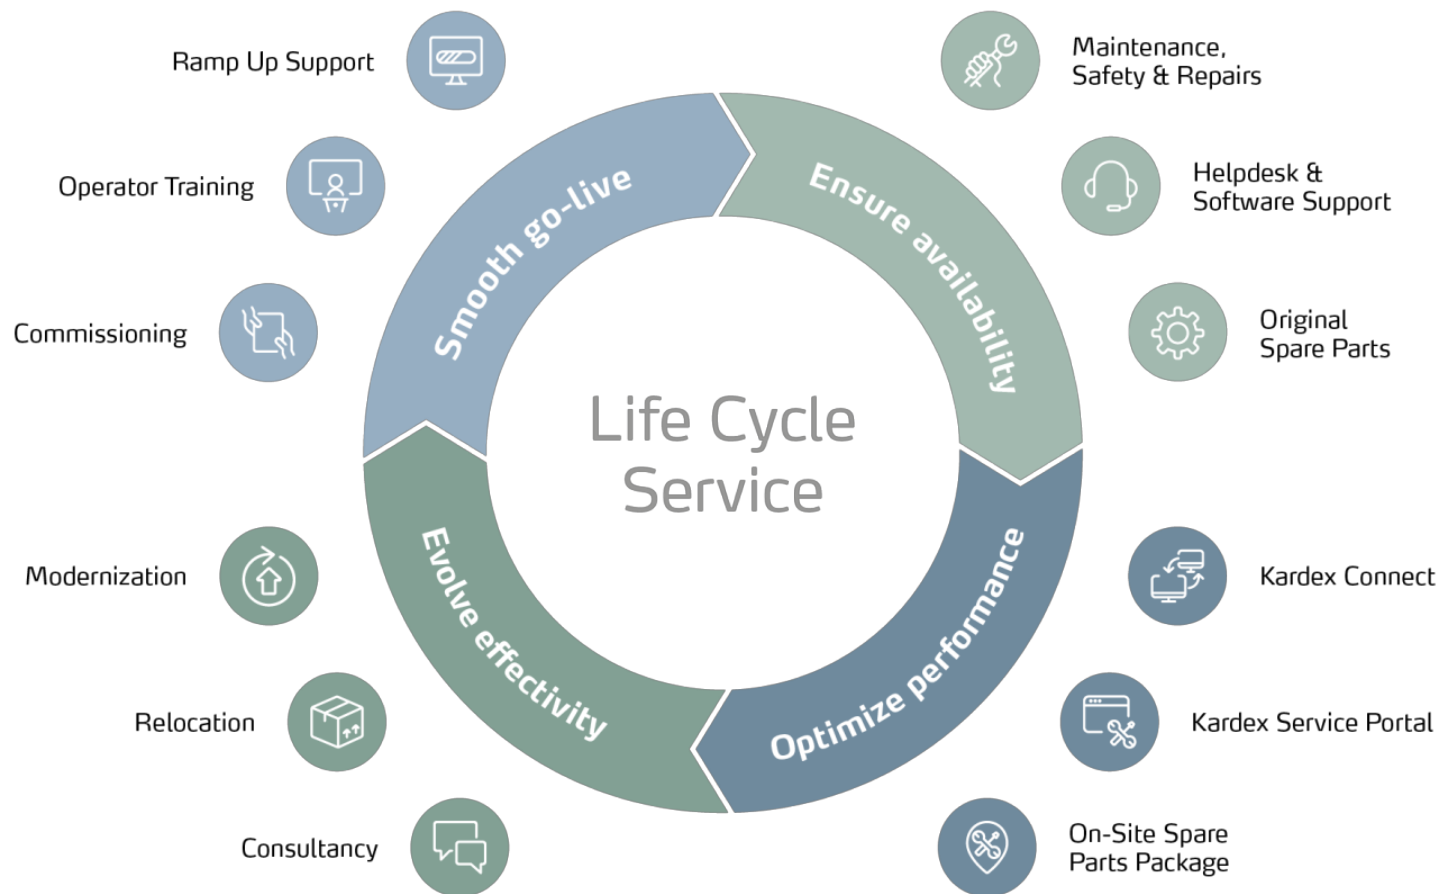 Ramp Up Support
Operator Training
Commissioning
Smooth go-live
Maintenance,
Safety & Repairs
Helpdesk &
Software Support
Original
Spare Parts
Ensure availability
Life Cycle
Service
Kardex Connect
Kardex Service Portal
On-Site Spare
Parts Package
Optimize performance
Modernization
Relocation
Consultancy
Evolve effectivity